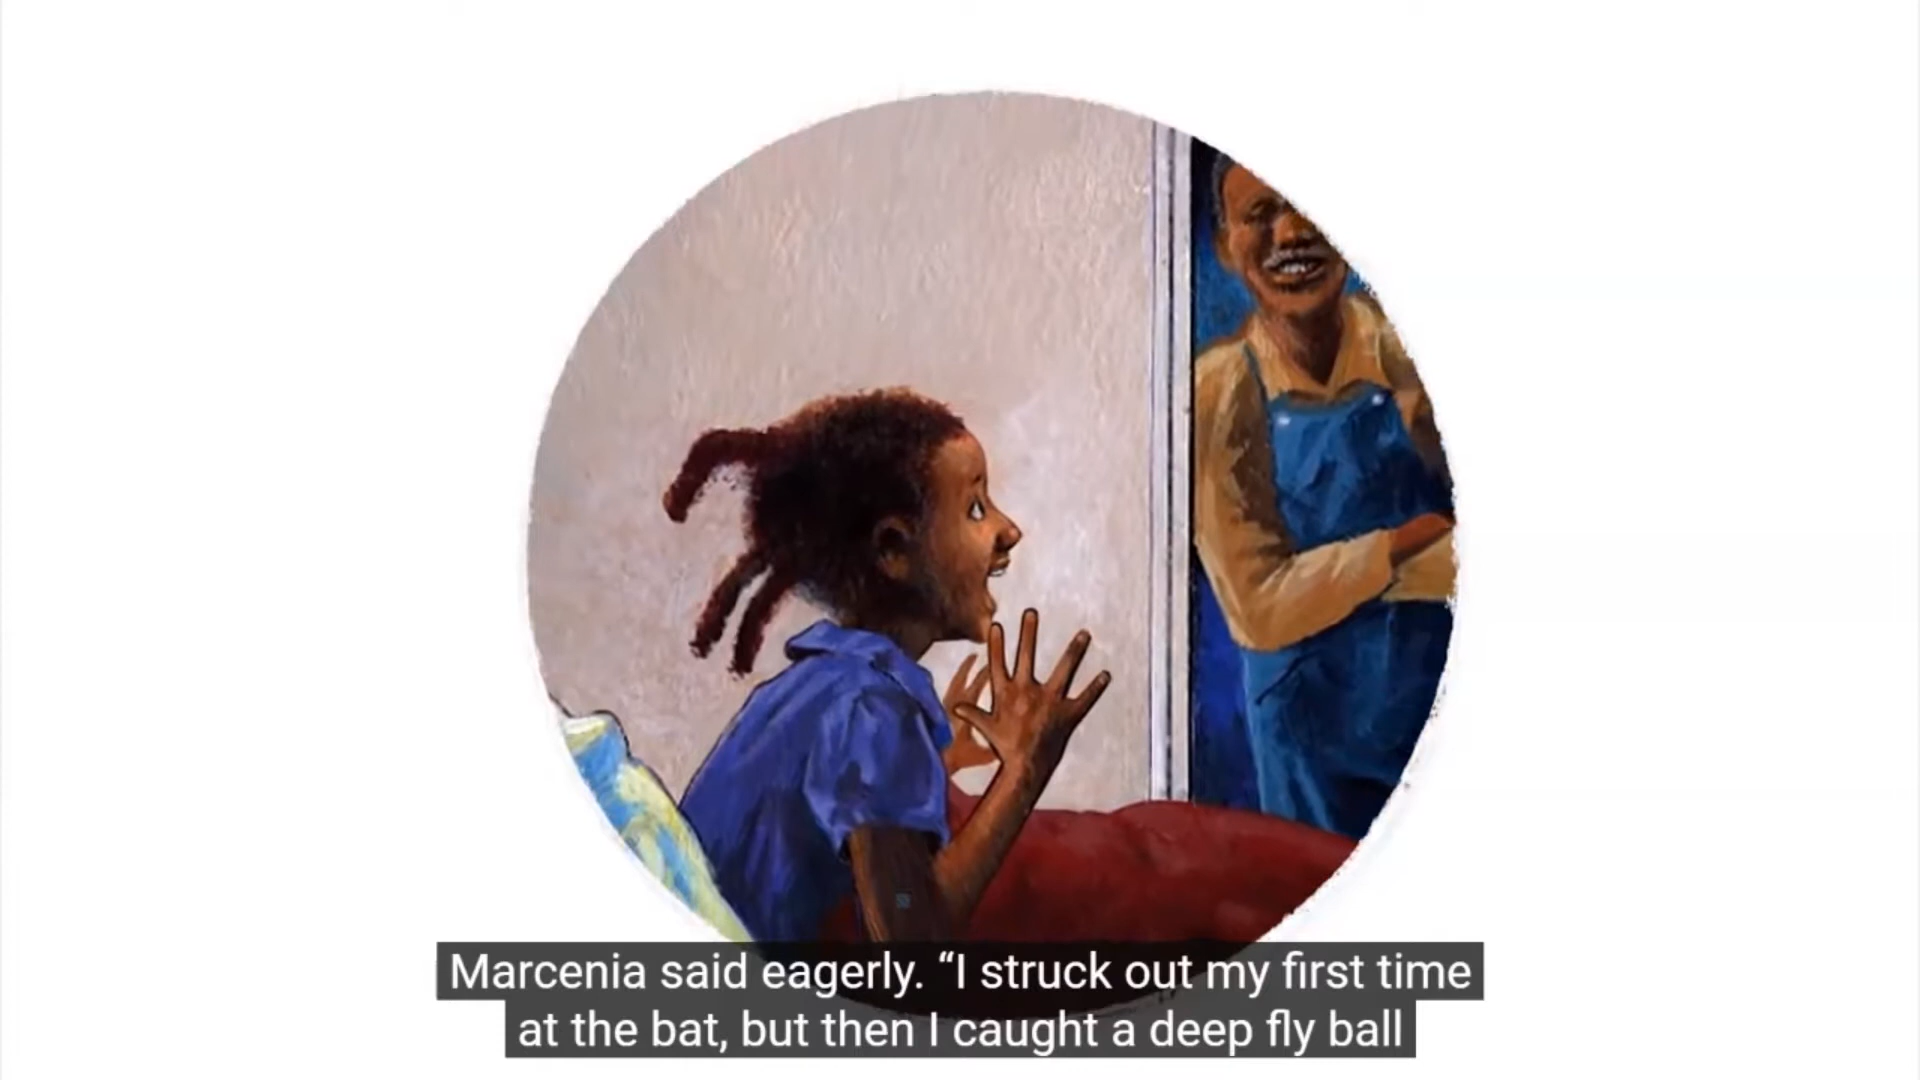 Marcenia said eagerly. “I struck out my first time
at the bat, but then I caught a deep fly ball